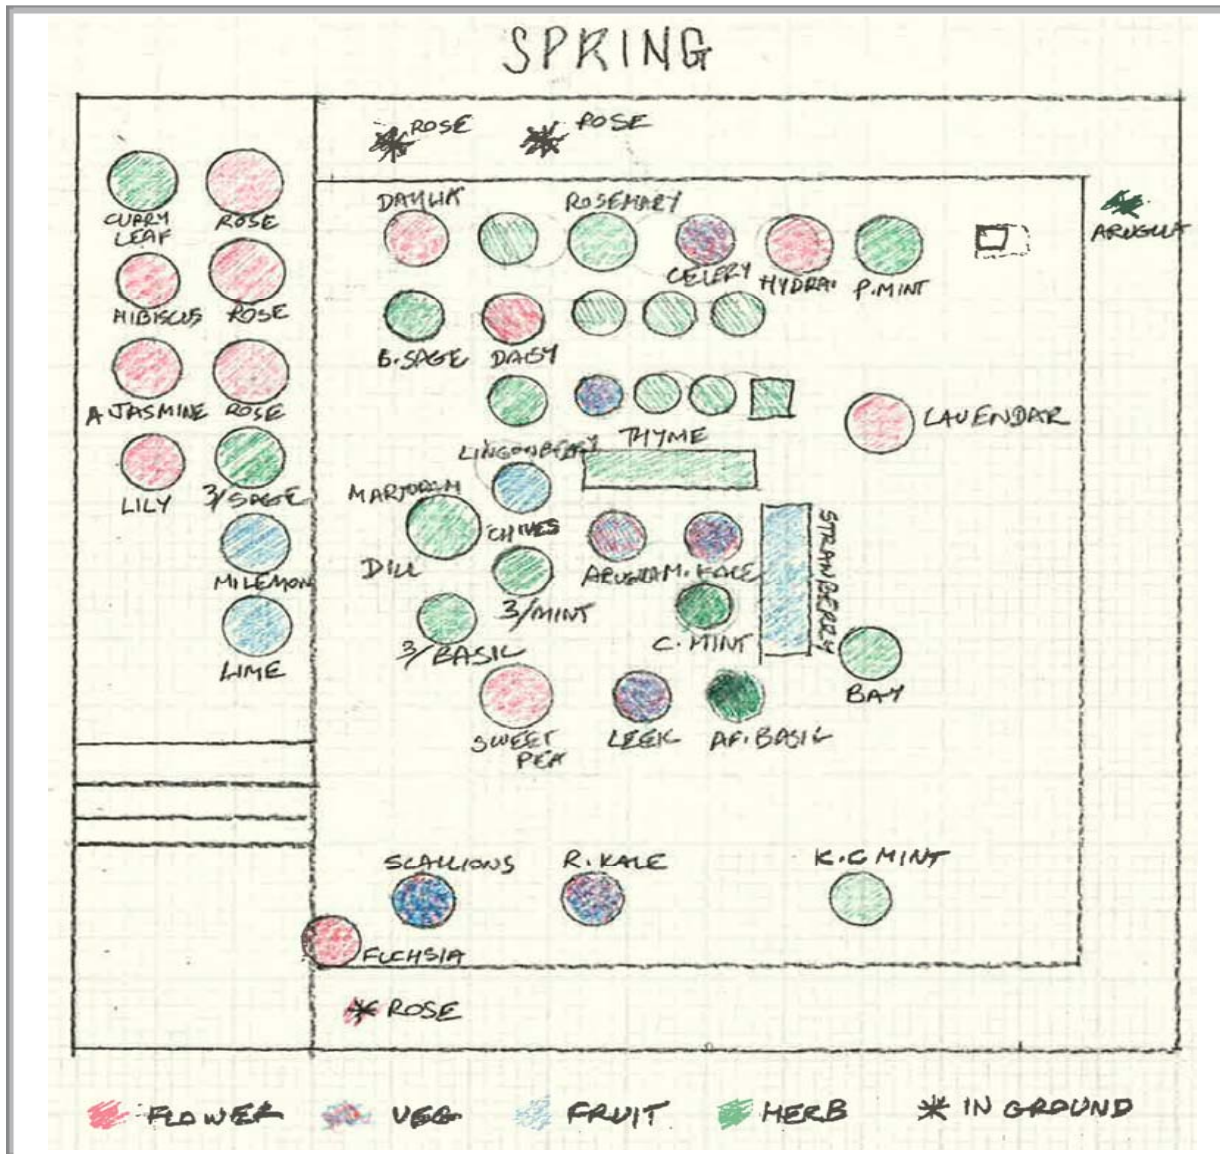 SPRING
ROSE
ROSE
CURRY
LEAF
ROSE
HIBISCUS
ROSE
A. JASMINE
ROSE
LILY
3/SAGE
M. LEMON
LIME
DAHLIA
ROSEMARY
CELERY
HYDRA.
P.MINT
ARUGULA
B.SAGE
DAISY
THYME
LAVENDAR
LINGONBERRY
MARJORAM
CHIVES
DILL
ARUGULA
M. KALE
STRAWBERRY
3/MINT
C. MINT
3/BASIL
BAY
SWEET
PEA
LEEK
AF. BASIL
SCALLIONS
R. KALE
K.C MINT
FUCHSIA
ROSE
FLOWER
VEG
FRUIT
HERB
IN GROUND